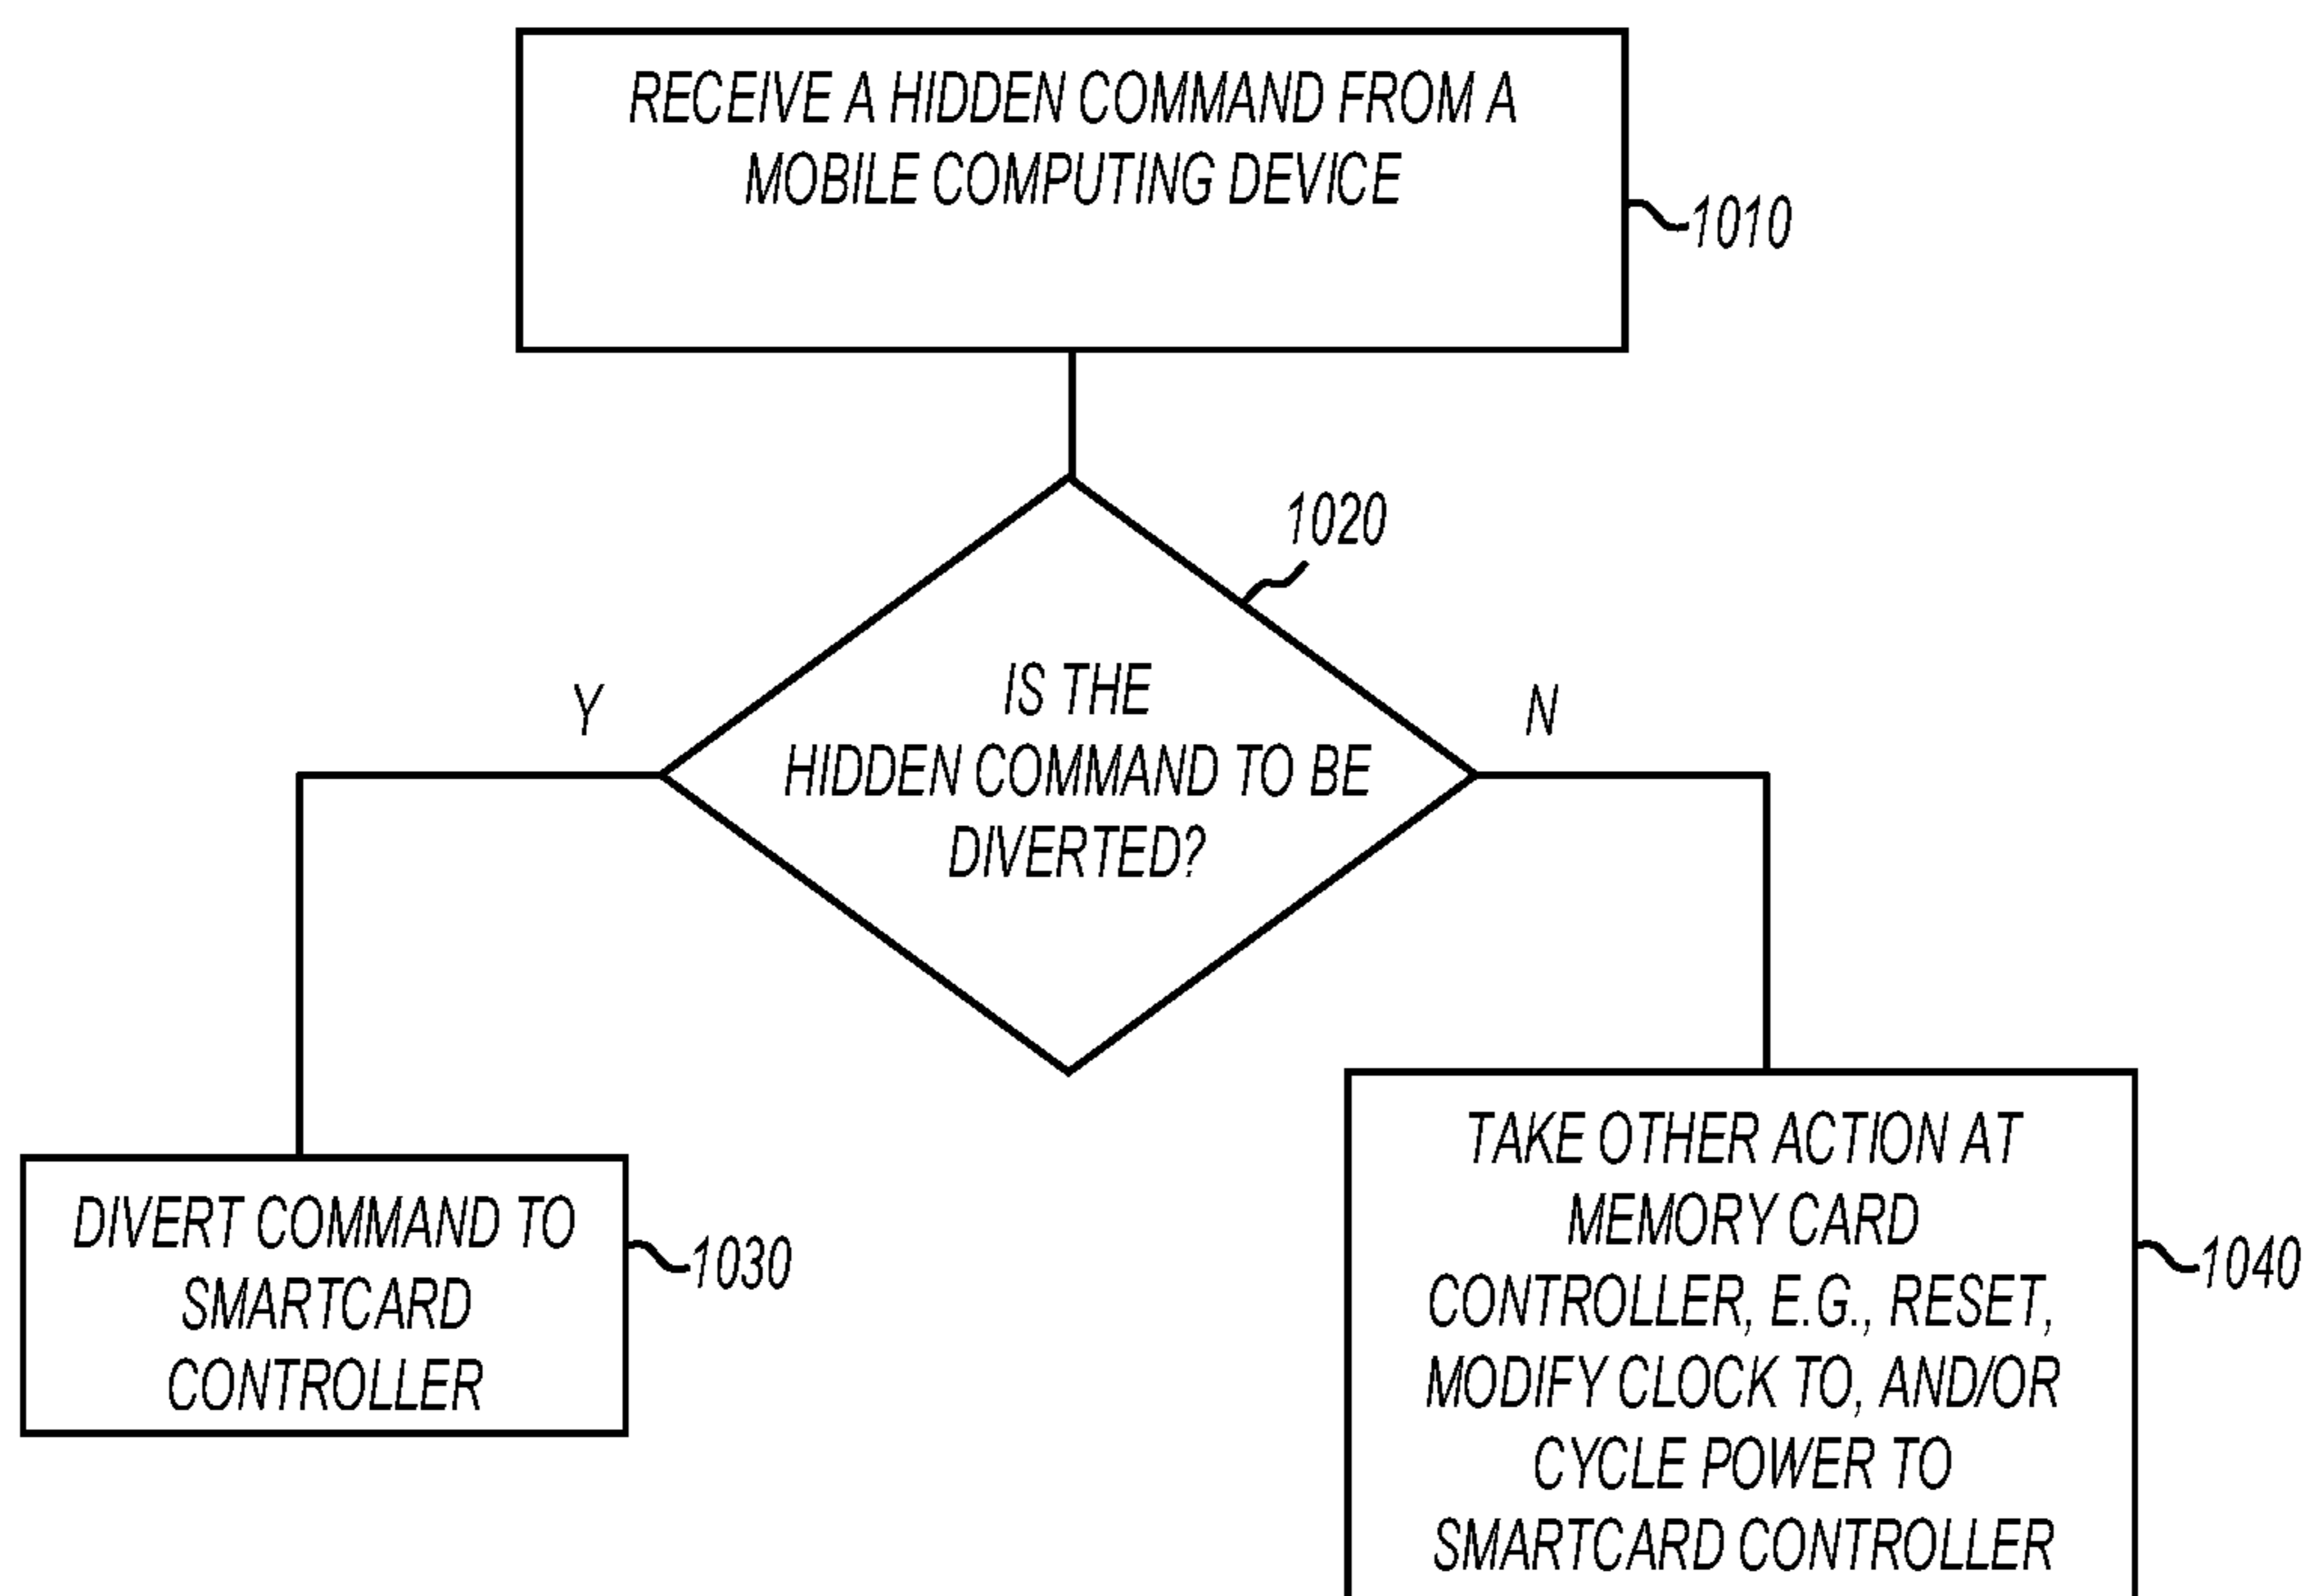 RECEIVE A HIDDEN COMMAND FROM A
MOBILE COMPUTING DEVICE
1010
1020
IS THE
HIDDEN COMMAND TO BE
DIVERTED?
Y
N
DIVERT COMMAND TO
SMARTCARD
CONTROLLER
1030
TAKE OTHER ACTION AT
MEMORY CARD
CONTROLLER, E.G., RESET,
MODIFY CLOCK TO, AND/OR
CYCLE POWER TO
SMARTCARD CONTROLLER
1040